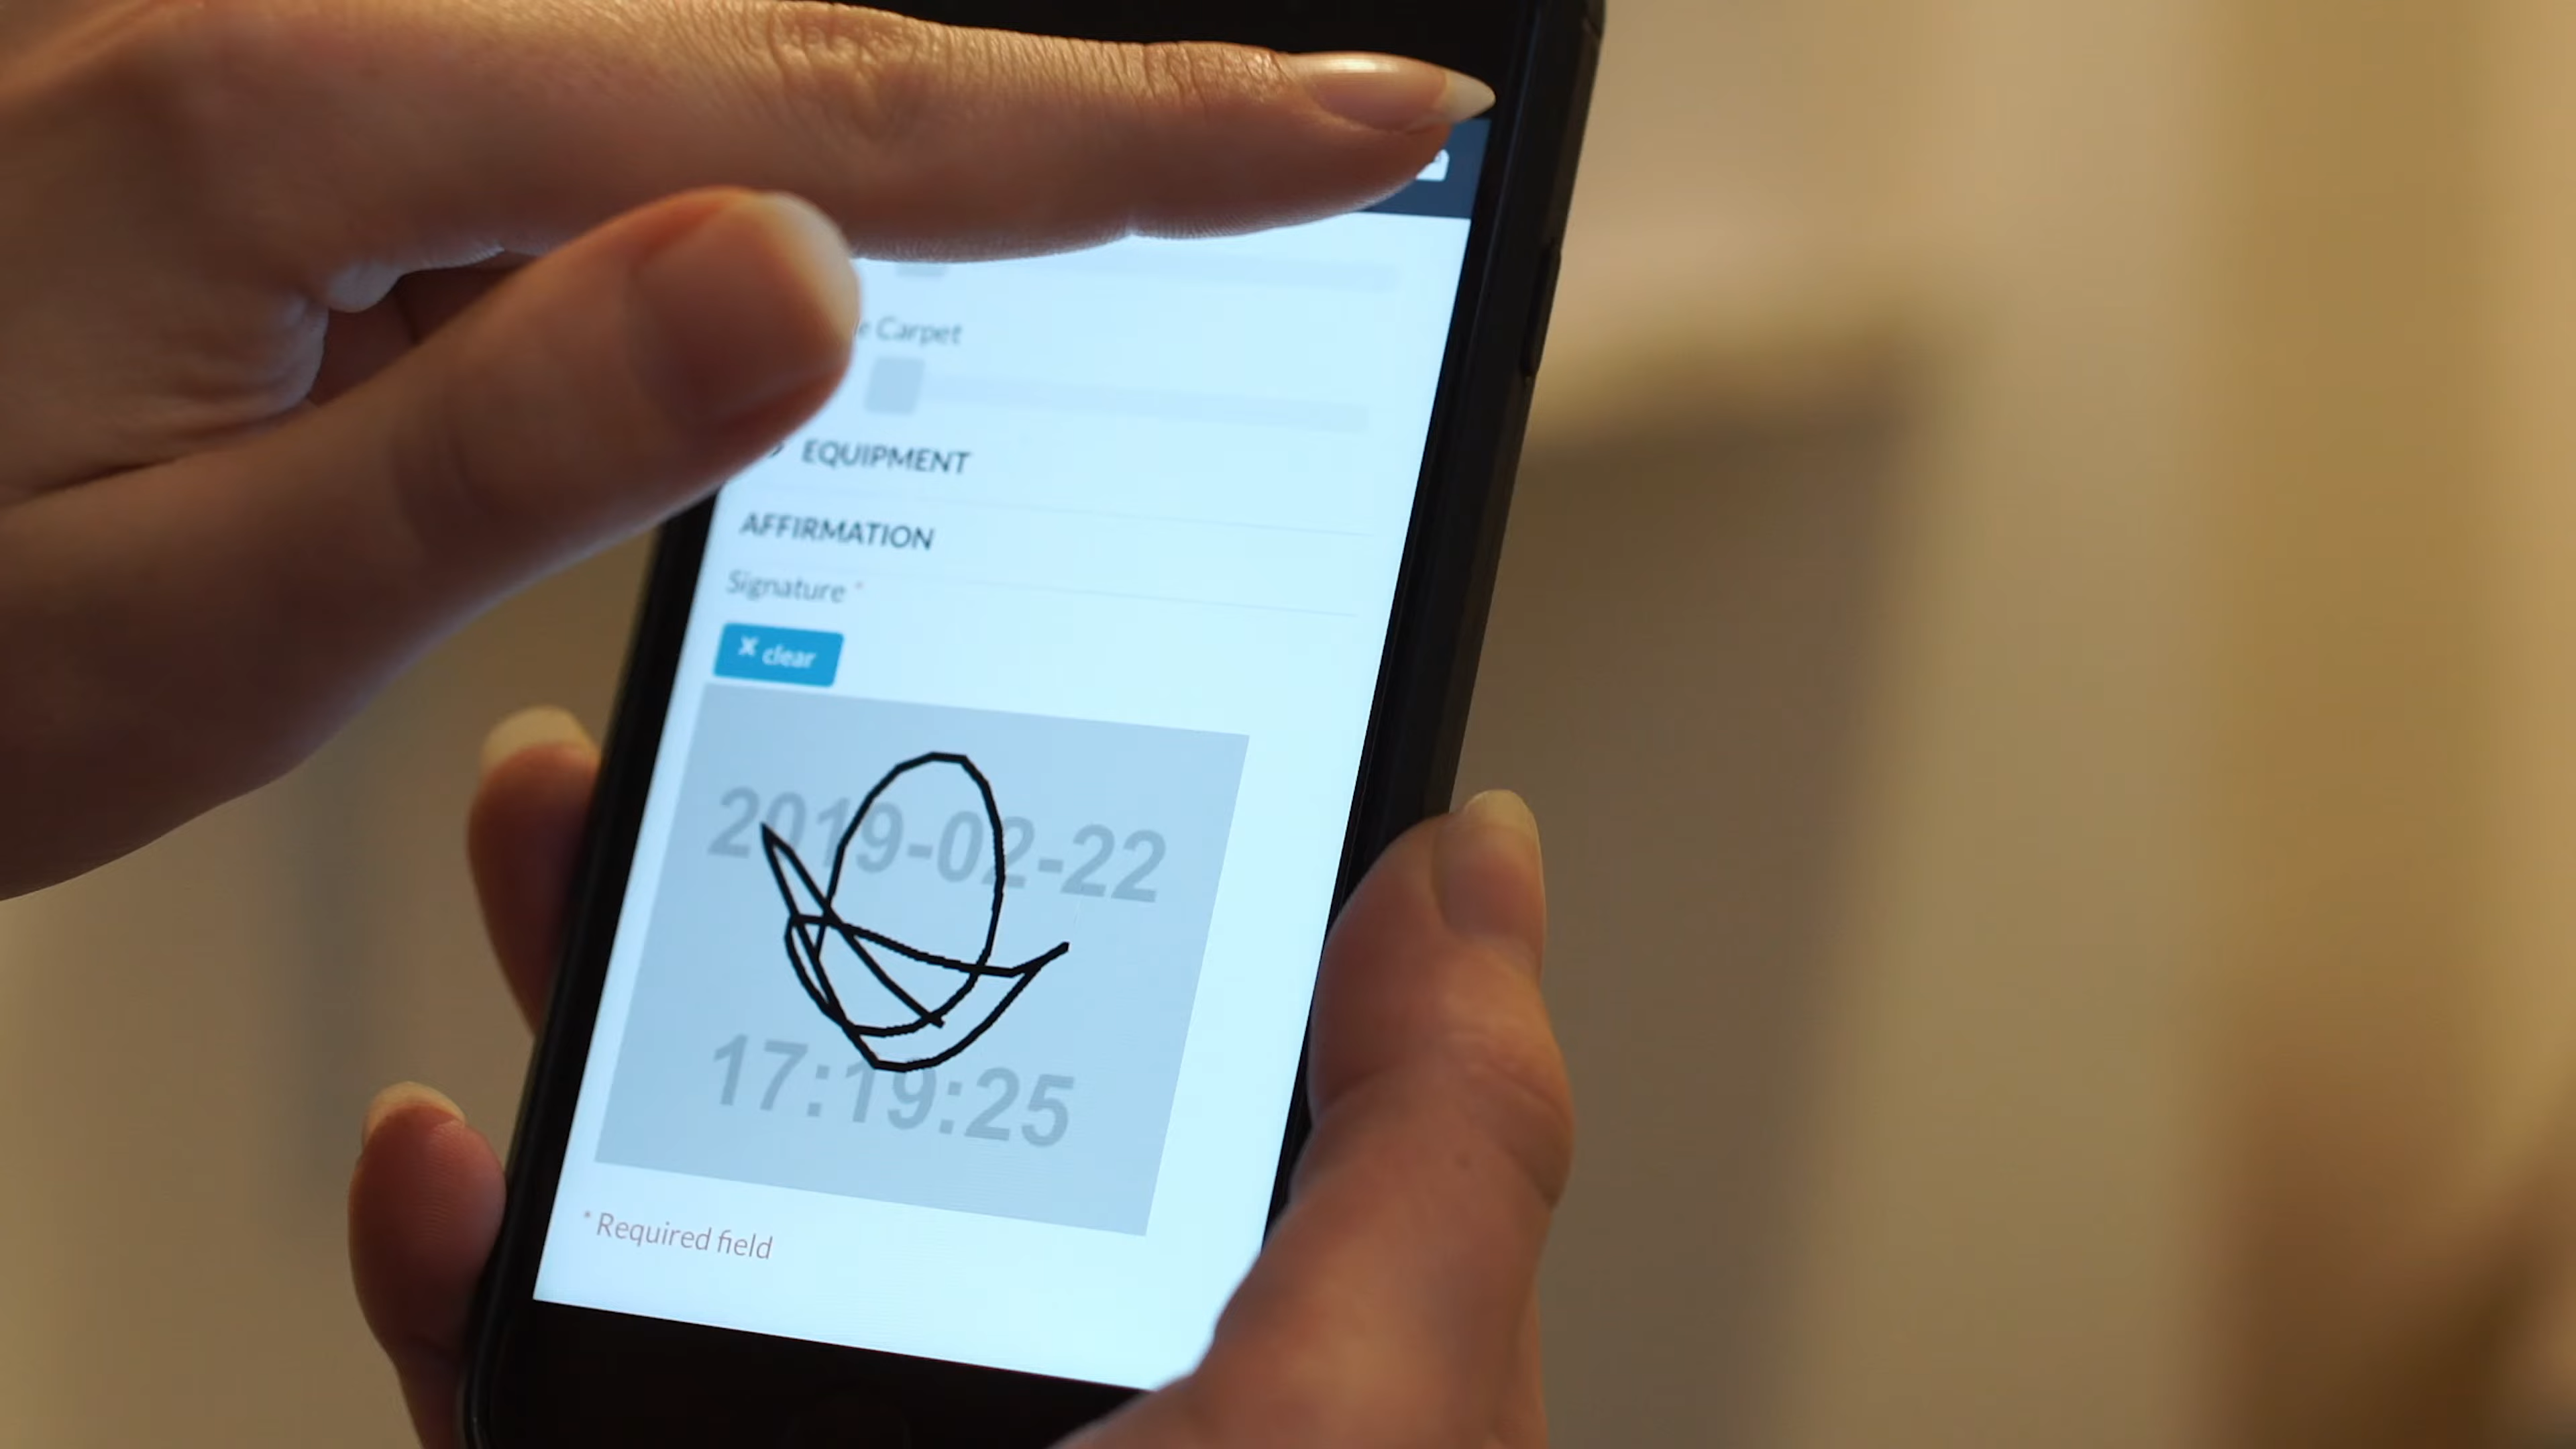 Carpet
EQUIPMENT
AFFIRMATION
Signature *
x clear
2019-02-22
17:19:25
* Required field